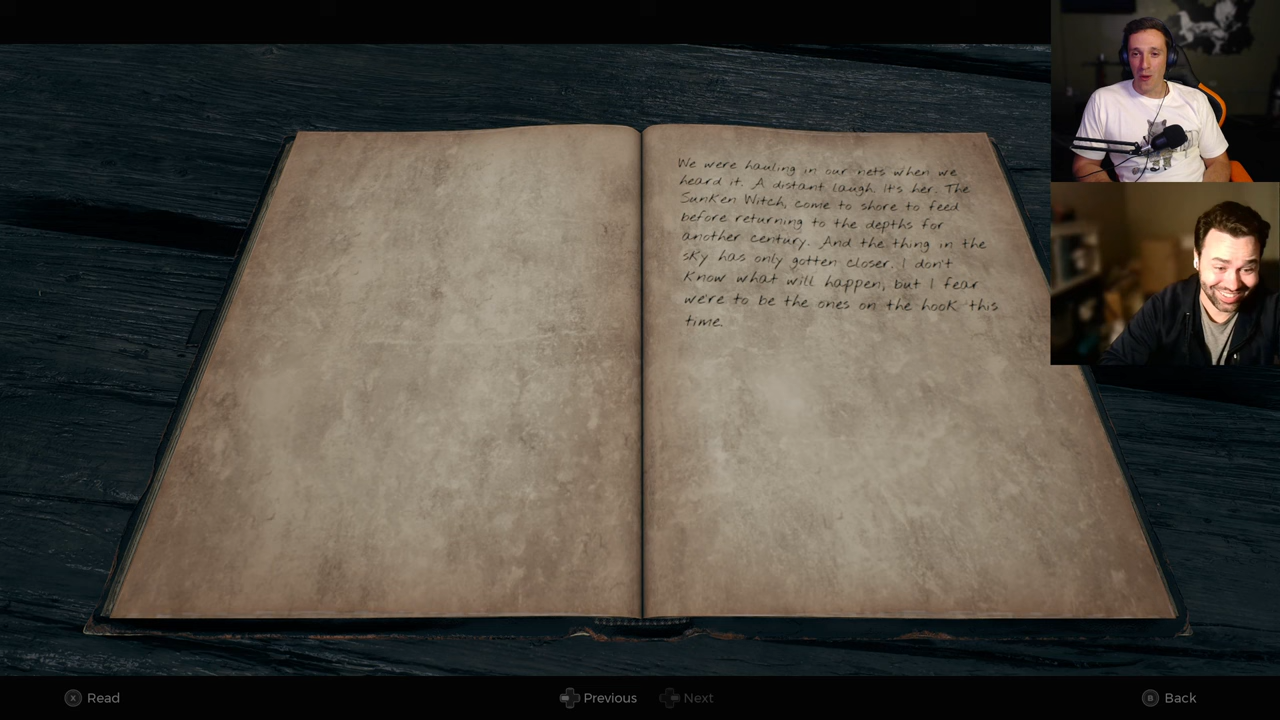 We were hauling in our nets when we
heard it. A distant laugh. It's her. The
Sunken Witch, come to shore to feed
before returning to the depths for
another century. And the thing in the
sky has only gotten closer. I don't
know what will happen, but I fear
we're to be the ones on the hook this
time.
X Read
Previous
Next
B Back